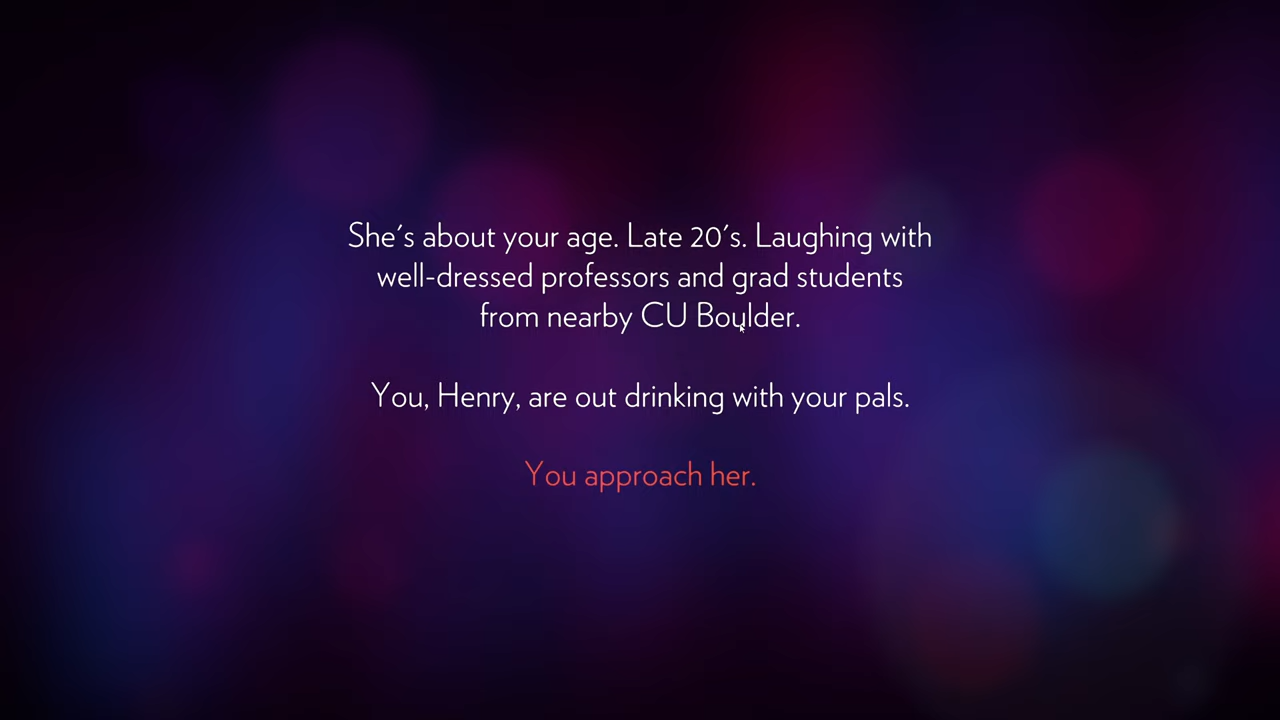 She's about your age. Late 20's. Laughing with
well-dressed professors and grad students
from nearby CU Boulder.
You, Henry, are out drinking with your pals.
You approach her.